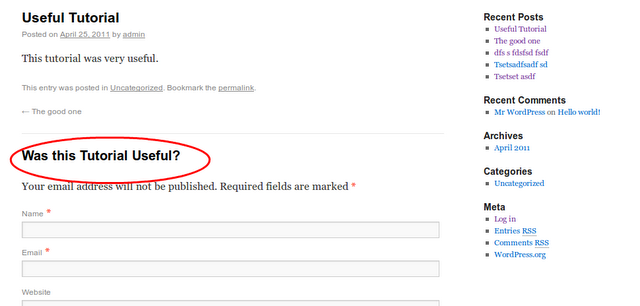 Useful Tutorial
Posted on April 25, 2011 by admin
This tutorial was very useful.
This entry was posted in Uncategorized. Bookmark the permalink.
← The good one
Was this Tutorial Useful?
Your email address will not be published. Required fields are marked *
Name *
Email *
Website
Recent Posts
Useful Tutorial
The good one
dfs s fdsfsd fsdf
Tsetsadfsadf sd
Tsetset asdf
Recent Comments
Mr WordPress on Hello world!
Archives
April 2011
Categories
Uncategorized
Meta
Log in
Entries RSS
Comments RSS
WordPress.org